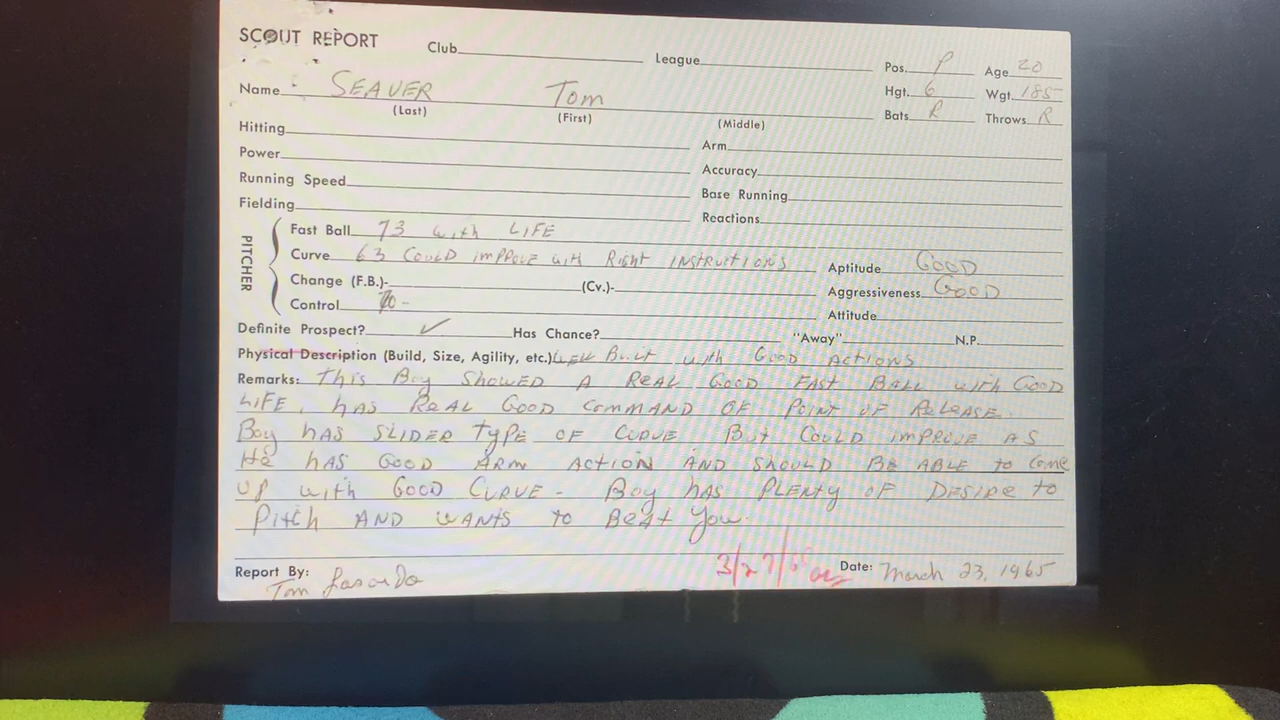 SCOUT REPORT Club League Pos. P Age 20
Name SEAVER Tom Hgt. 6 Wgt. 185
(Last) (First) (Middle) Bats R Throws R
Hitting Arm
Power Accuracy
Running Speed Base Running
Fielding Reactions
PITCHER
Fast Ball 73 with LIFE
Curve 63 COULD IMPROVE with Right INSTRUCTIONS Aptitude GOOD
Change (F.B.)- (Cv.)- Aggressiveness GOOD
Control 70 - Attitude
Definite Prospect? ✓ Has Chance? "Away" N.P.
Physical Description (Build, Size, Agility, etc.) WELL BUILT with GOOD ACTIONS
Remarks: This Boy SHOWED A REAL GOOD FAST BALL with GOOD
LIFE, hAS REAL GOOD COMMAND OF POINT OF RELEASE.
Boy hAS SLIDER TYPE OF CURVE BUT COULD IMPROVE AS
He hAS GOOD ARM ACTION AND SHOULD BE ABLE to Come
UP with GOOD CURVE - Boy hAS PLENTY OF DESIRE to
Pitch AND WANTS to BEAT You.
Report By: Tom Lasorda 3/27/65 Date: March 23, 1965